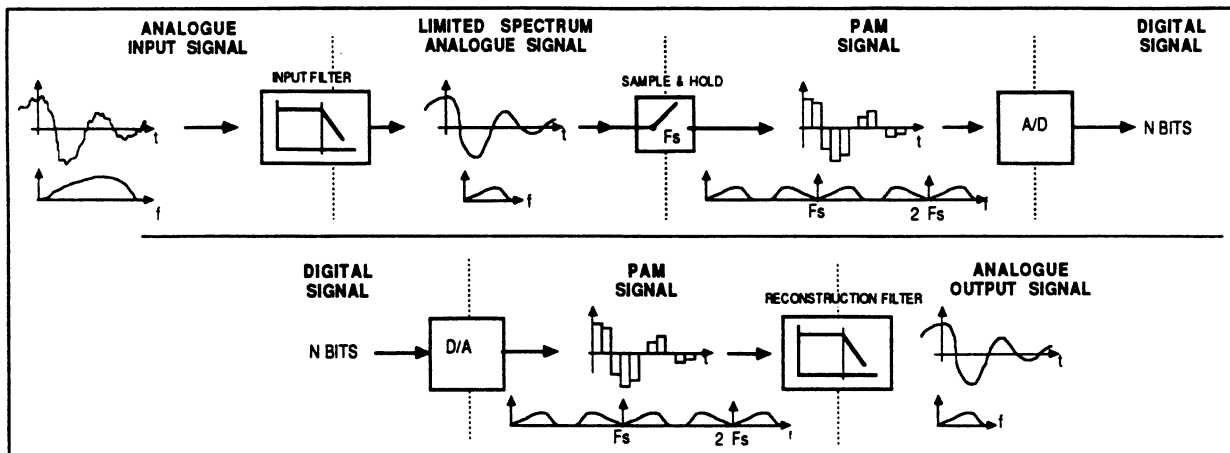 ANALOGUE
INPUT SIGNAL
LIMITED SPECTRUM
ANALOGUE SIGNAL
PAM
SIGNAL
DIGITAL
SIGNAL
INPUT FILTER
SAMPLE & HOLD
t
t
Fs
t
A/D
N BITS
f
f
Fs
2 Fs
f
DIGITAL
SIGNAL
PAM
SIGNAL
ANALOGUE
OUTPUT SIGNAL
RECONSTRUCTION FILTER
N BITS
D/A
t
t
Fs
2 Fs
f
f